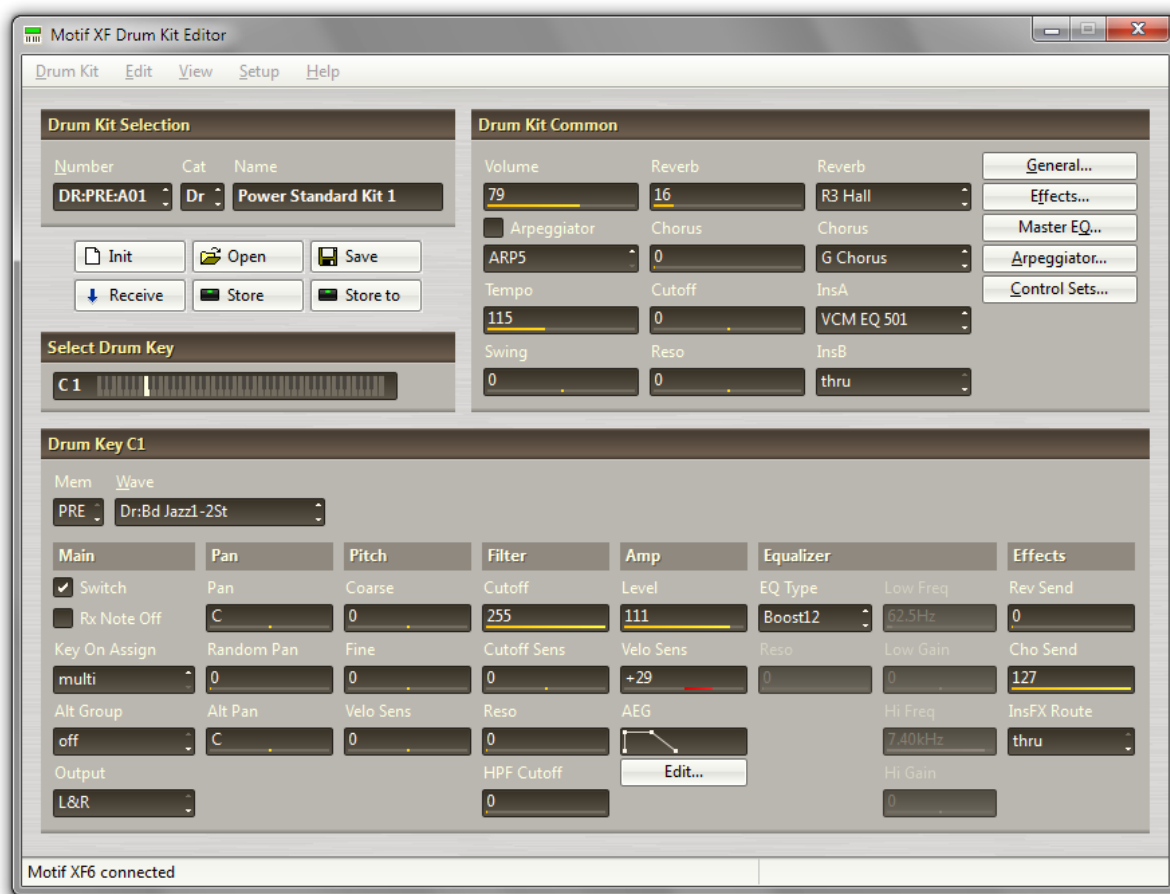 Motif XF Drum Kit Editor
Drum Kit Edit View Setup Help
Drum Kit Selection
Number Cat Name
DR:PRE:A01 Dr Power Standard Kit 1
Init Open Save
Receive Store Store to
Select Drum Key
C 1
Drum Kit Common
Volume Reverb Reverb General...
79 16 R3 Hall Effects...
Arpeggiator Chorus Chorus Master EQ...
ARP5 0 G Chorus Arpeggiator...
Tempo Cutoff InsA Control Sets...
115 0 VCM EQ 501
Swing Reso InsB
0 0 thru
Drum Key C1
Mem Wave
PRE Dr:Bd Jazz1-2St
Main Pan Pitch Filter Amp Equalizer Effects
Switch Pan Coarse Cutoff Level EQ Type Low Freq Rev Send
Rx Note Off C 0 255 111 Boost12 62.5Hz 0
Key On Assign Random Pan Fine Cutoff Sens Velo Sens Reso Low Gain Cho Send
multi 0 0 0 +29 0 0 127
Alt Group Alt Pan Velo Sens Reso AEG Hi Freq InsFX Route
off C 0 0 7.40kHz thru
Output HPF Cutoff Edit... Hi Gain
L&R 0 0
Motif XF6 connected